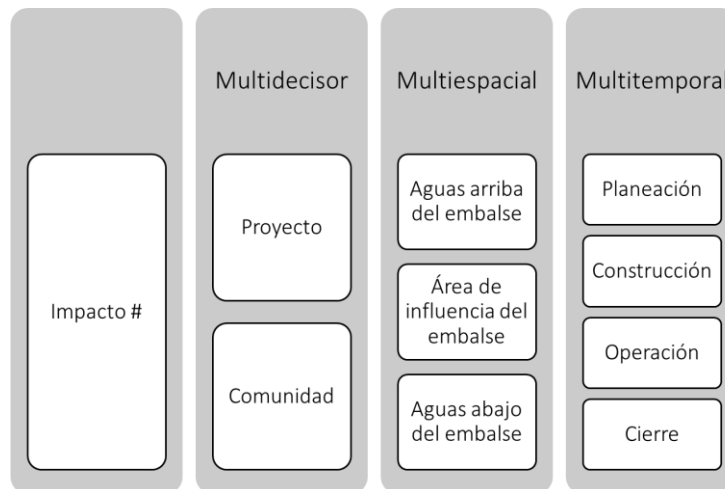 Multidecisor
Multiespacial
Multitemporal
Impacto #
Proyecto
Comunidad
Aguas arriba
del embalse
Área de
influencia del
embalse
Aguas abajo
del embalse
Planeación
Construcción
Operación
Cierre